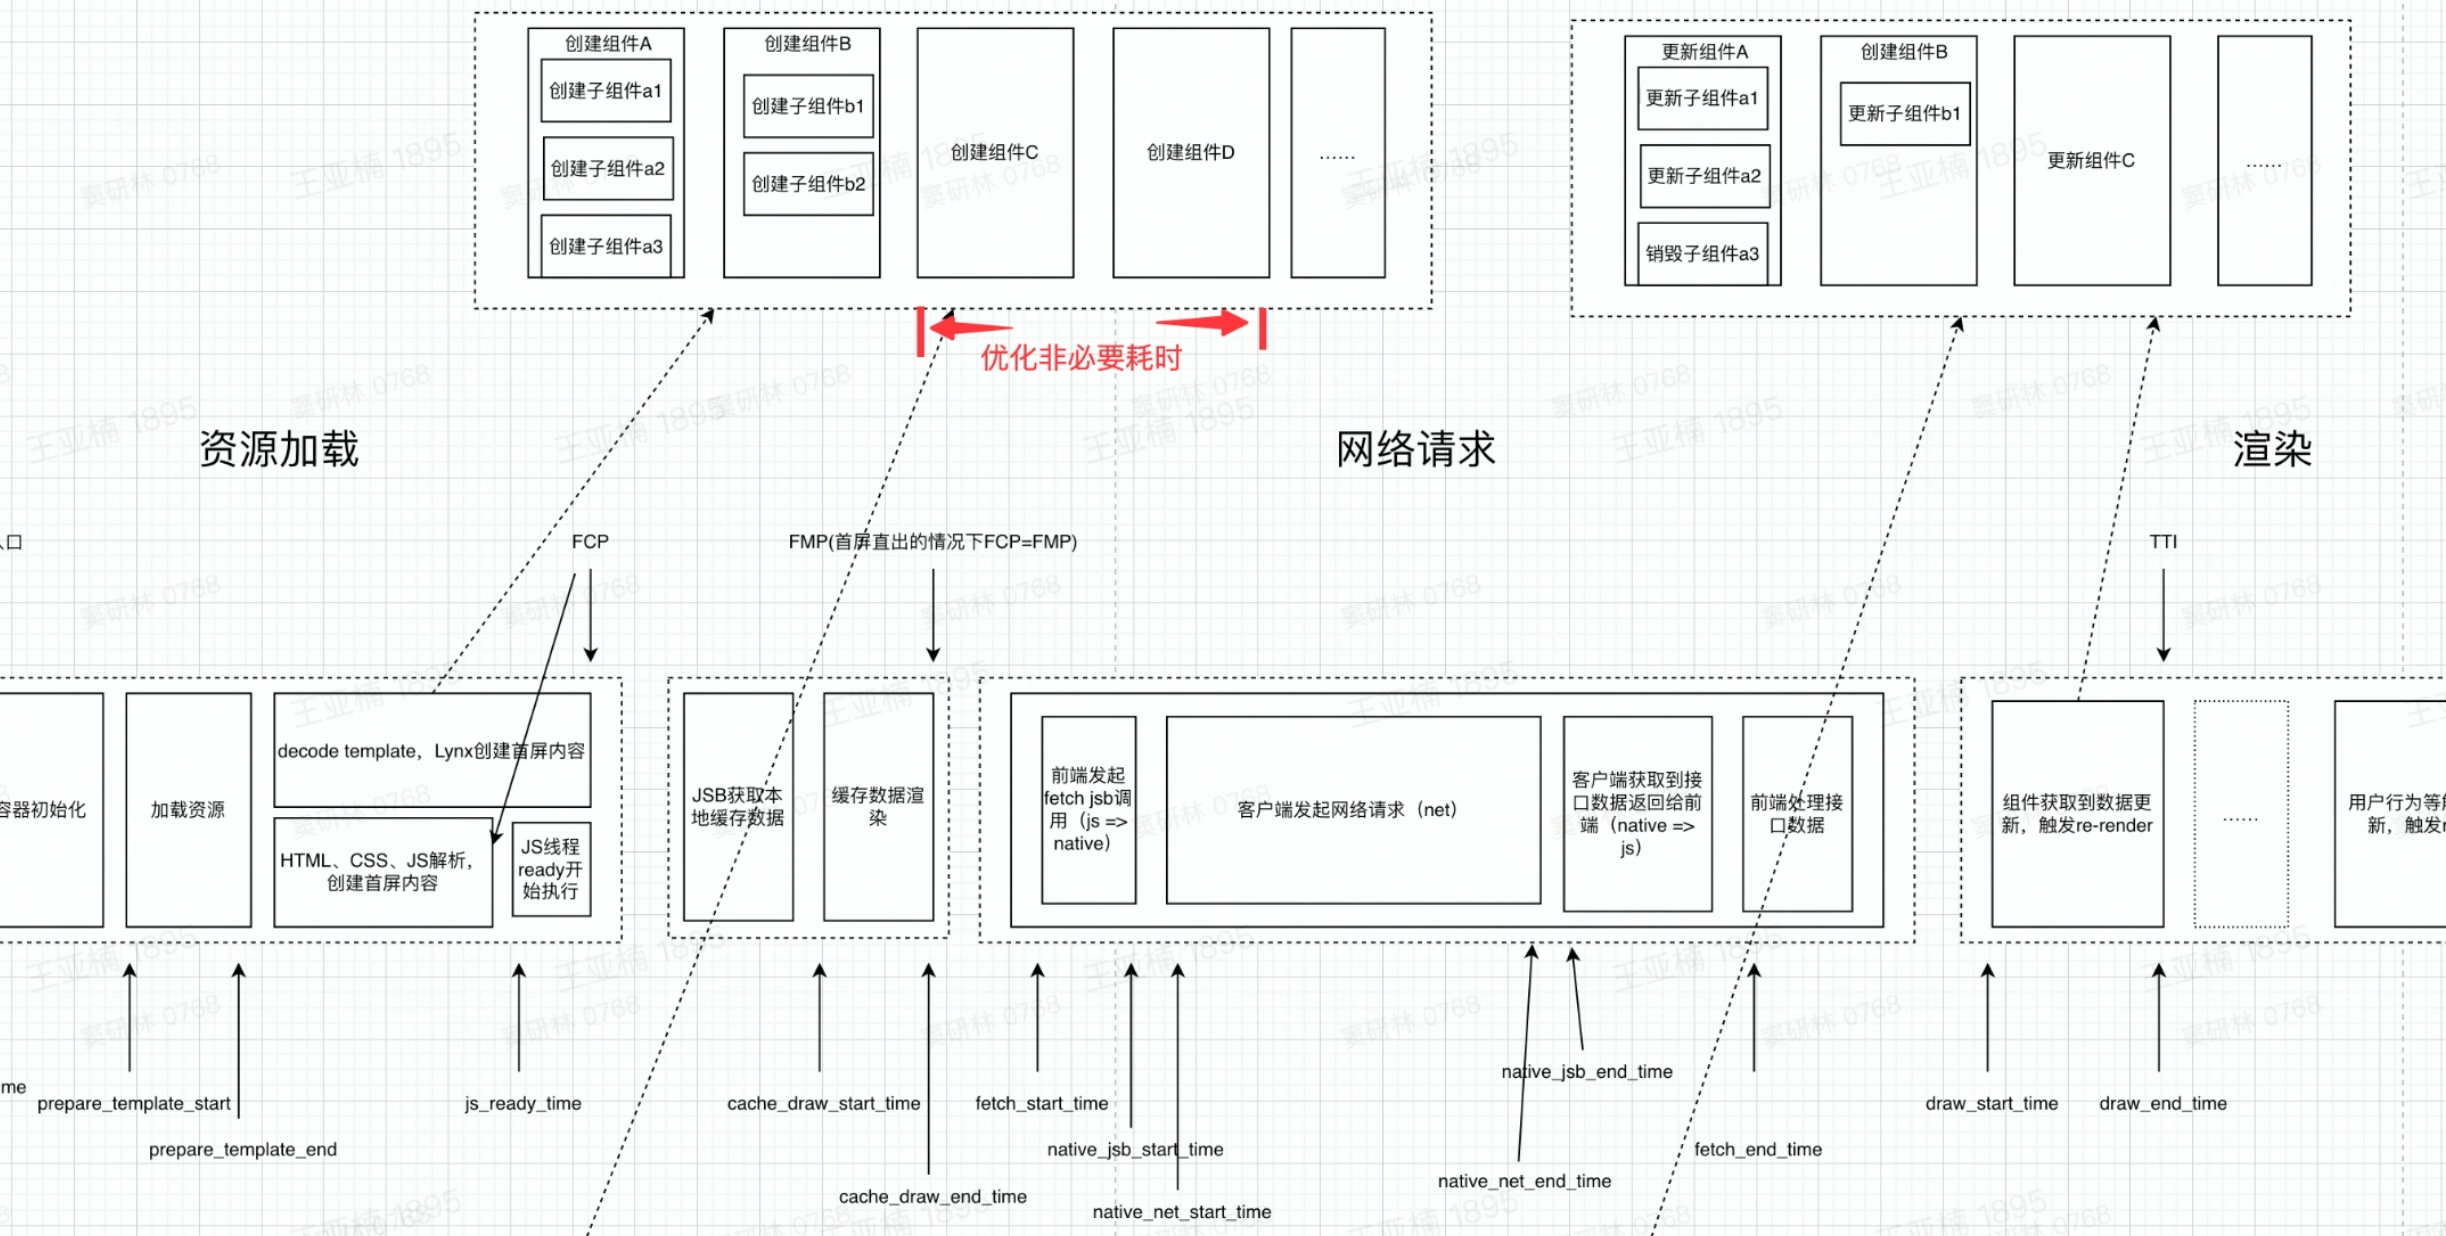 创建组件A
创建子组件a1
创建子组件a2
创建子组件a3
创建组件B
创建子组件b1
创建子组件b2
创建组件C
创建组件D
……
更新组件A
更新子组件a1
更新子组件a2
销毁子组件a3
创建组件B
更新子组件b1
更新组件C
……
优化非必要耗时
资源加载
网络请求
渲染
入口
FCP
FMP(首屏直出的情况下FCP=FMP)
TTI
容器初始化
加载资源
decode template，Lynx创建首屏内容
HTML、CSS、JS解析，
创建首屏内容
JS线程
ready开
始执行
JSB获取本
地缓存数据
缓存数据渲
染
前端发起
fetch jsb调
用（js =>
native）
客户端发起网络请求（net）
客户端获取到接
口数据返回给前
端（native =>
js）
前端处理接
口数据
组件获取到数据更
新，触发re-render
……
用户行为等
新，触发
me
prepare_template_start
prepare_template_end
js_ready_time
cache_draw_start_time
cache_draw_end_time
fetch_start_time
native_jsb_start_time
native_net_start_time
native_jsb_end_time
native_net_end_time
fetch_end_time
draw_start_time
draw_end_time
王亚楠 1895
窦研林 0768